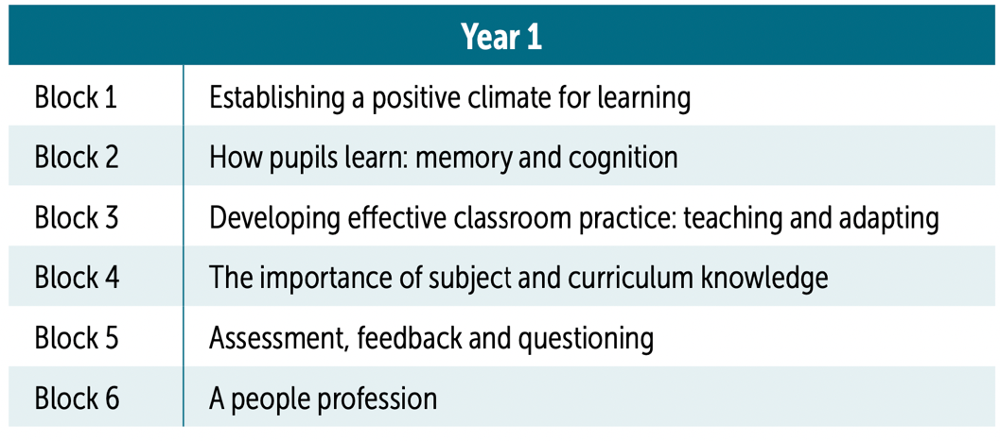 Year 1
Block 1 Establishing a positive climate for learning
Block 2 How pupils learn: memory and cognition
Block 3 Developing effective classroom practice: teaching and adapting
Block 4 The importance of subject and curriculum knowledge
Block 5 Assessment, feedback and questioning
Block 6 A people profession